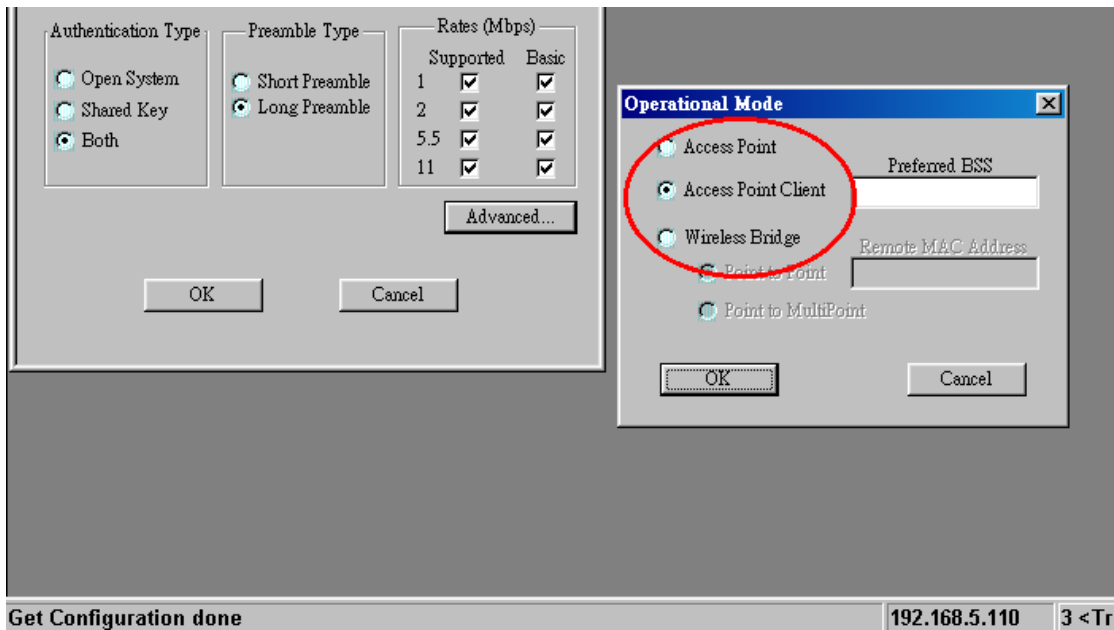 Authentication Type
Open System
Shared Key
Both
Preamble Type
Short Preamble
Long Preamble
Rates (Mbps)
Supported Basic
1
2
5.5
11
Advanced...
OK Cancel
Operational Mode
Access Point
Access Point Client
Wireless Bridge
Point to Point
Point to MultiPoint
Preferred BSS
Remote MAC Address
OK Cancel
Get Configuration done 192.168.5.110 3 <Tr